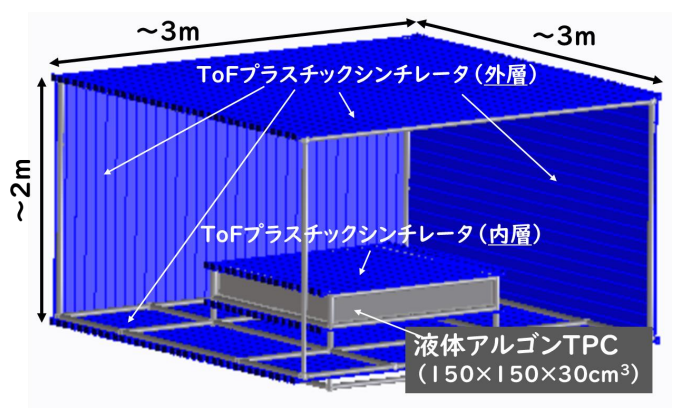 ～3m
～3m
ToFプラスチックシンチレータ（外層）
～2m
ToFプラスチックシンチレータ（内層）
液体アルゴンTPC
（150×150×30cm³）